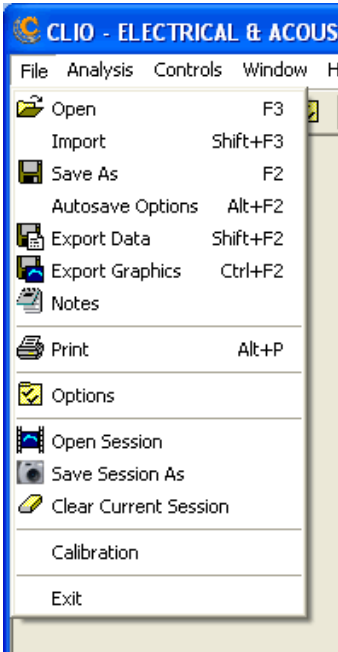 CLIO - ELECTRICAL & ACOUS
File Analysis Controls Window H
Open F3
Import Shift+F3
Save As F2
Autosave Options Alt+F2
Export Data Shift+F2
Export Graphics Ctrl+F2
Notes
Print Alt+P
Options
Open Session
Save Session As
Clear Current Session
Calibration
Exit